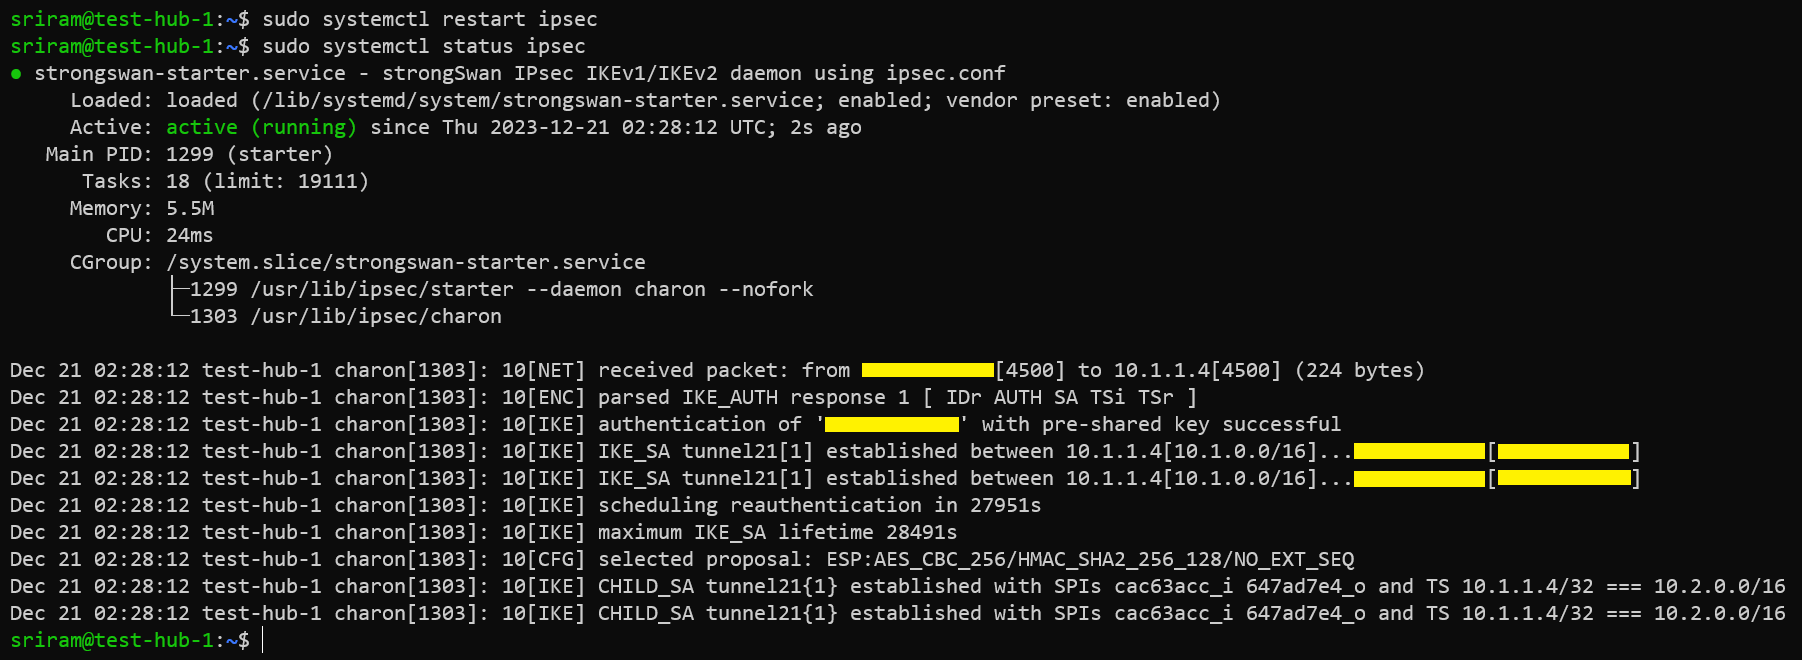 sriram@test-hub-1:~$ sudo systemctl restart ipsec
sriram@test-hub-1:~$ sudo systemctl status ipsec
● strongswan-starter.service - strongSwan IPsec IKEv1/IKEv2 daemon using ipsec.conf
     Loaded: loaded (/lib/systemd/system/strongswan-starter.service; enabled; vendor preset: enabled)
     Active: active (running) since Thu 2023-12-21 02:28:12 UTC; 2s ago
   Main PID: 1299 (starter)
      Tasks: 18 (limit: 19111)
     Memory: 5.5M
        CPU: 24ms
     CGroup: /system.slice/strongswan-starter.service
             ├─1299 /usr/lib/ipsec/starter --daemon charon --nofork
             └─1303 /usr/lib/ipsec/charon

Dec 21 02:28:12 test-hub-1 charon[1303]: 10[NET] received packet: from [4500] to 10.1.1.4[4500] (224 bytes)
Dec 21 02:28:12 test-hub-1 charon[1303]: 10[ENC] parsed IKE_AUTH response 1 [ IDr AUTH SA TSi TSr ]
Dec 21 02:28:12 test-hub-1 charon[1303]: 10[IKE] authentication of '' with pre-shared key successful
Dec 21 02:28:12 test-hub-1 charon[1303]: 10[IKE] IKE_SA tunnel21[1] established between 10.1.1.4[10.1.0.0/16]...[]
Dec 21 02:28:12 test-hub-1 charon[1303]: 10[IKE] IKE_SA tunnel21[1] established between 10.1.1.4[10.1.0.0/16]...[]
Dec 21 02:28:12 test-hub-1 charon[1303]: 10[IKE] scheduling reauthentication in 27951s
Dec 21 02:28:12 test-hub-1 charon[1303]: 10[IKE] maximum IKE_SA lifetime 28491s
Dec 21 02:28:12 test-hub-1 charon[1303]: 10[CFG] selected proposal: ESP:AES_CBC_256/HMAC_SHA2_256_128/NO_EXT_SEQ
Dec 21 02:28:12 test-hub-1 charon[1303]: 10[IKE] CHILD_SA tunnel21{1} established with SPIs cac63acc_i 647ad7e4_o and TS 10.1.1.4/32 === 10.2.0.0/16
Dec 21 02:28:12 test-hub-1 charon[1303]: 10[IKE] CHILD_SA tunnel21{1} established with SPIs cac63acc_i 647ad7e4_o and TS 10.1.1.4/32 === 10.2.0.0/16
sriram@test-hub-1:~$